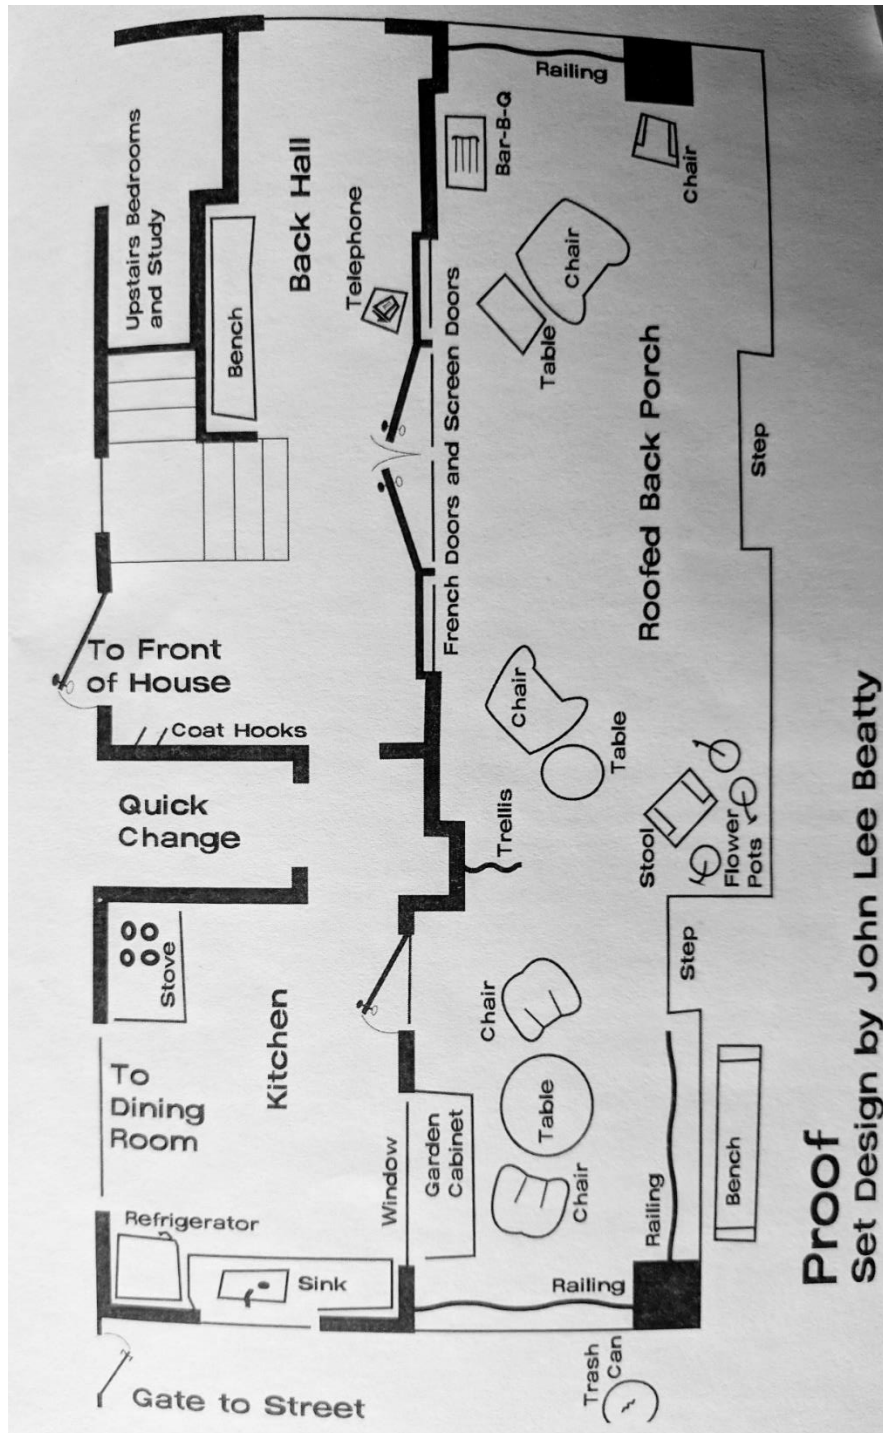 Upstairs Bedrooms
and Study
Bench
Back Hall
Telephone
Railing
Bar-B-Q
Chair
Chair
Table
French Doors and Screen Doors
Roofed Back Porch
Step
To Front
of House
Coat Hooks
Quick
Change
Chair
Table
Trellis
Stool
Flower
Pots
Stove
Kitchen
To
Dining
Room
Chair
Step
Table
Garden
Cabinet
Window
Chair
Railing
Bench
Refrigerator
Sink
Railing
Gate to Street
Trash
Can
Proof
Set Design by John Lee Beatty